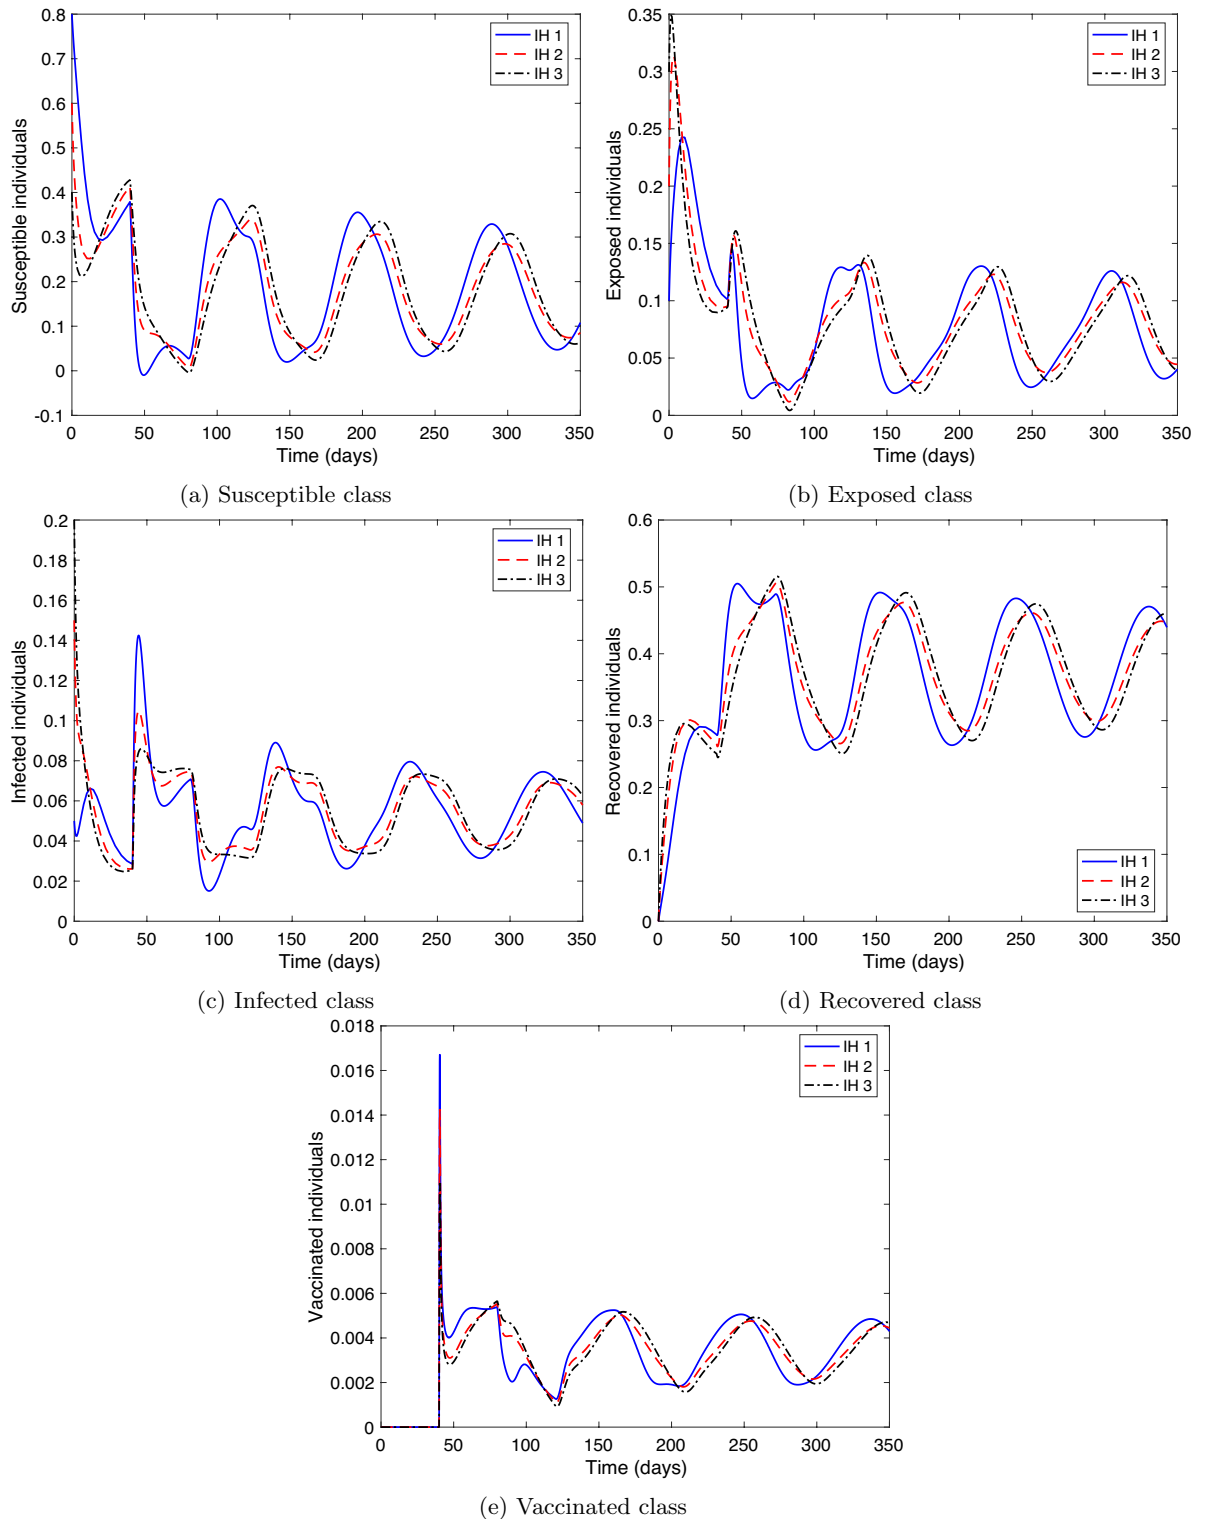 0.8
0.7
0.6
0.5
0.4
0.3
0.2
0.1
0
-0.1
Susceptible individuals
IH 1
IH 2
IH 3
0 50 100 150 200 250 300 350
Time (days)
(a) Susceptible class
0.35
0.3
0.25
0.2
0.15
0.1
0.05
0
Exposed individuals
IH 1
IH 2
IH 3
0 50 100 150 200 250 300 350
Time (days)
(b) Exposed class
0.2
0.18
0.16
0.14
0.12
0.1
0.08
0.06
0.04
0.02
0
Infected individuals
IH 1
IH 2
IH 3
0 50 100 150 200 250 300 350
Time (days)
(c) Infected class
0.6
0.5
0.4
0.3
0.2
0.1
0
Recovered individuals
IH 1
IH 2
IH 3
0 50 100 150 200 250 300 350
Time (days)
(d) Recovered class
0.018
0.016
0.014
0.012
0.01
0.008
0.006
0.004
0.002
0
Vaccinated individuals
IH 1
IH 2
IH 3
0 50 100 150 200 250 300 350
Time (days)
(e) Vaccinated class